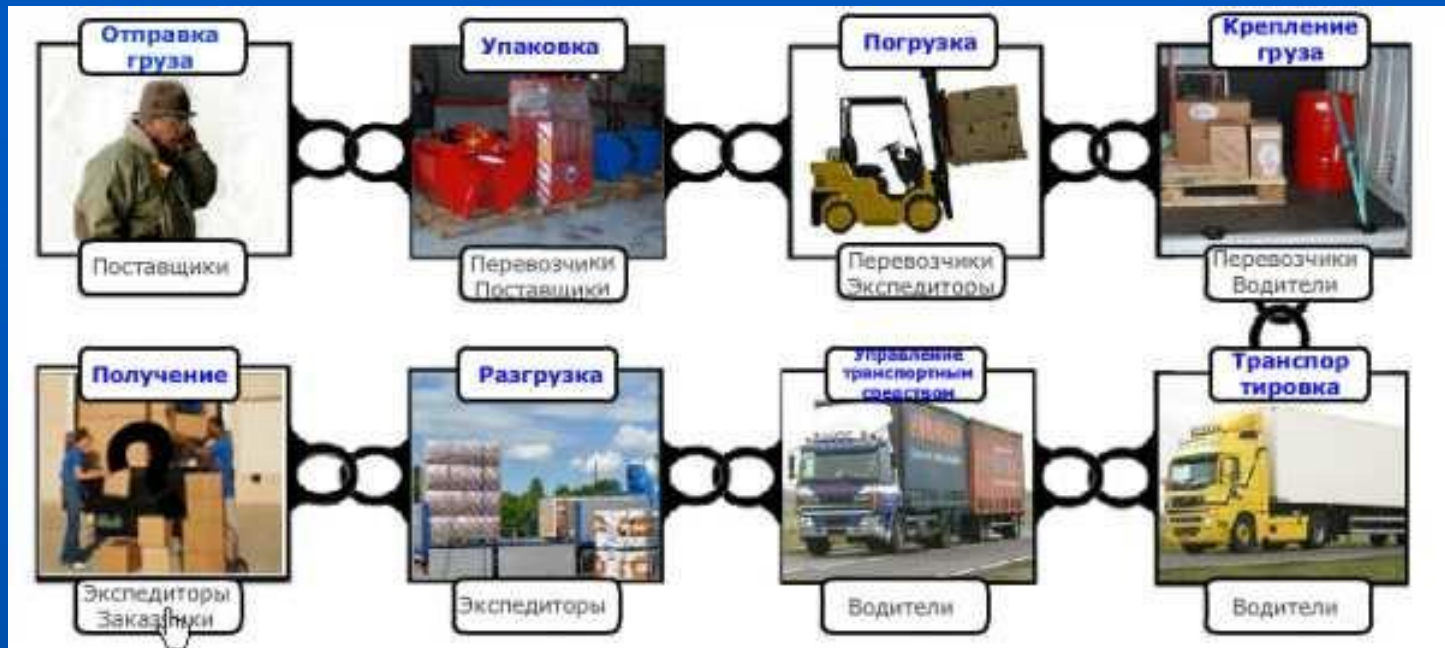 Отправка
груза
Упаковка
Погрузка
Крепление
груза
Поставщики
Перевозчики
Поставщики
Перевозчики
Экспедиторы
Перевозчики
Водители
Получение
Разгрузка
Управление
транспортным
средством
Транспор
тировка
Экспедиторы
Заказчики
Экспедиторы
Водители
Водители